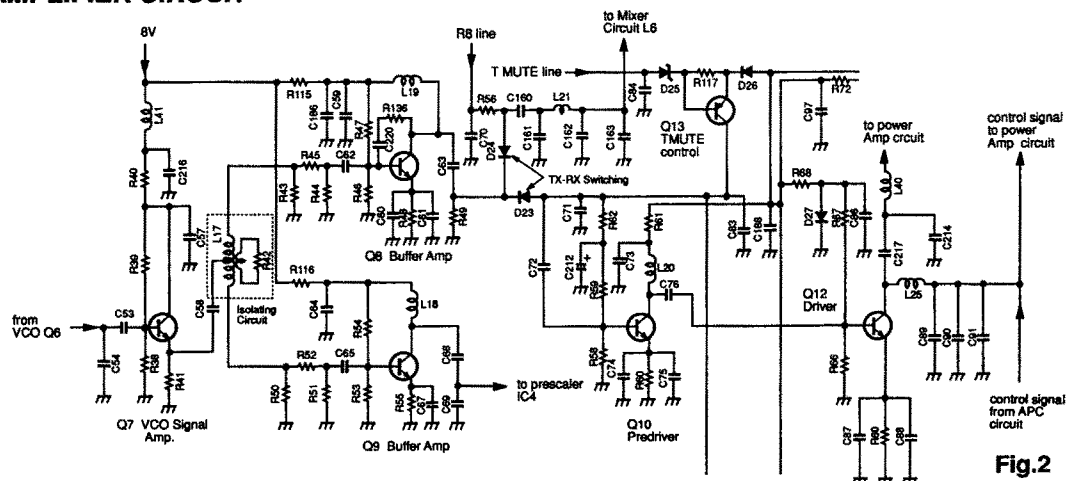 AMPLIFIER CIRCUIT
to Mixer
Circuit L6
8V
R8 line
T MUTE line
R117
D25
D26
C84
R72
C97
L41
R115
C186
C59
R47
L19
R136
C220
R56
C160
L21
C70
C161
C162
C163
D24
Q13
TMUTE
control
to power
Amp circuit
control signal
to power
Amp circuit
R40
C216
R45
C62
C63
R43
R44
R46
TX-RX Switching
R68
L40
C57
L17
R42
C60
R48
C61
R49
D23
C71
R62
R61
C83
C188
D27
R67
C86
C217
C214
Q8 Buffer Amp
R39
R116
Isolating
Circuit
C72
C212
+
C73
L20
C76
Q12
Driver
L25
from
VCO Q6
C53
C58
C64
R54
L18
R59
C54
R38
R41
R52
C65
C68
R58
C74
R60
C75
R66
C89
C90
C91
R50
R51
R53
R55
C67
C69
to prescaler
IC4
control signal
from APC
circuit
Q7 VCO Signal
Amp.
Q9 Buffer Amp
Q10
Predriver
C87
C88
Fig.2